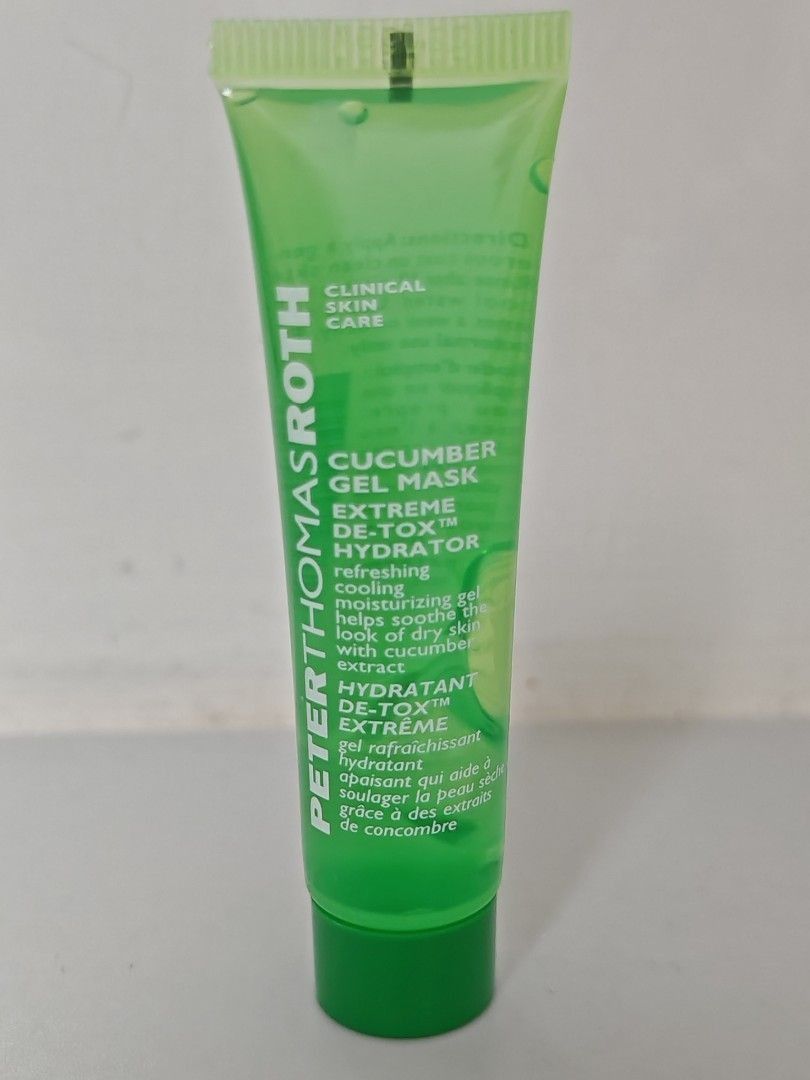 PETERTHOMASROTH
CLINICAL
SKIN
CARE
CUCUMBER
GEL MASK
EXTREME
DE-TOX™
HYDRATOR
refreshing
cooling
moisturizing gel
helps soothe the
look of dry skin
with cucumber
extract
HYDRATANT
DE-TOX™
EXTRÊME
gel rafraîchissant
hydratant
apaisant qui aide à
soulager la peau sèche
grâce à des extraits
de concombre